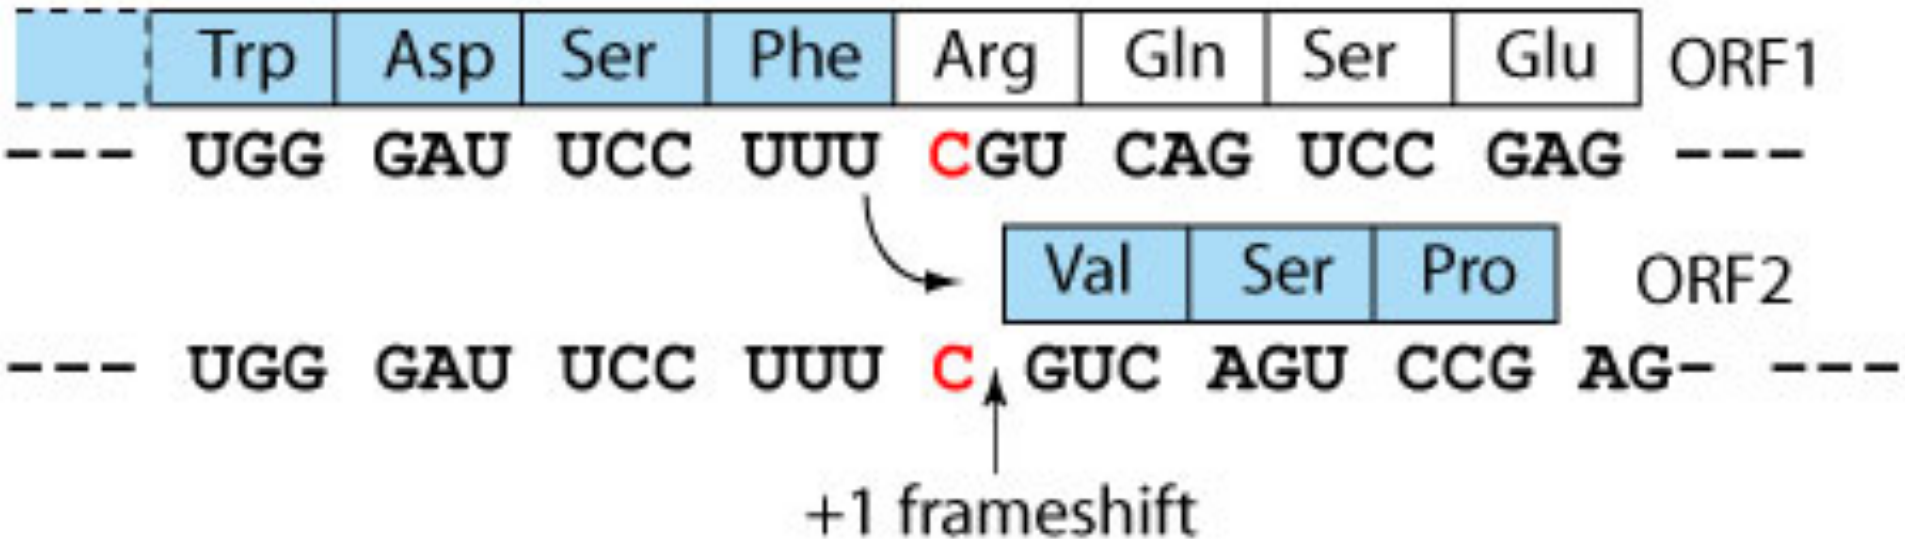 Trp Asp Ser Phe Arg Gln Ser Glu ORF1
--- UGG GAU UCC UUU CGU CAG UCC GAG ---
Val Ser Pro ORF2
--- UGG GAU UCC UUU C GUC AGU CCG AG- ---
+1 frameshift